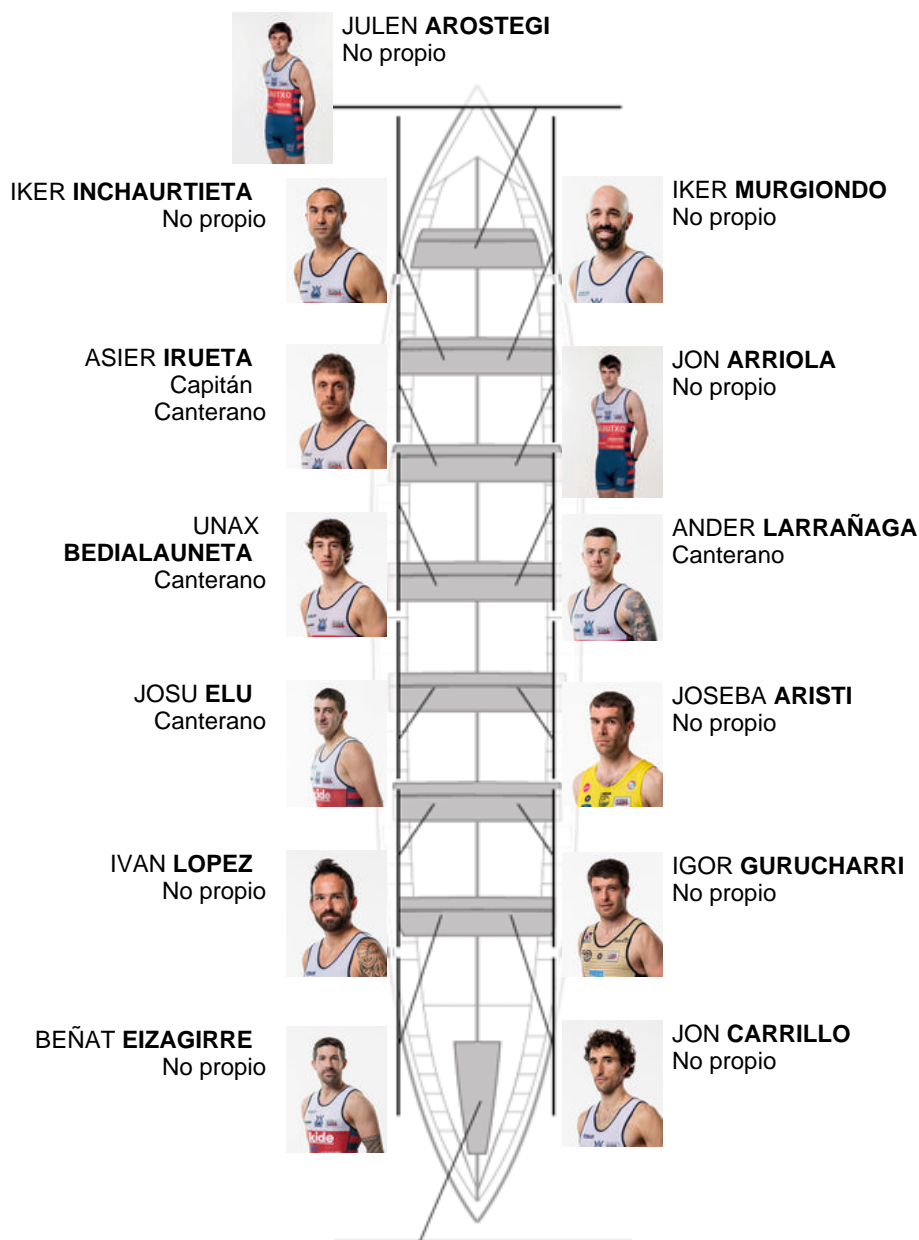 JULEN AROSTEGI
No propio
IKER INCHAURTIETA
No propio
IKER MURGIONDO
No propio
ASIER IRUETA
Capitán
Canterano
JON ARRIOLA
No propio
UNAX
BEDIALAUNETA
Canterano
ANDER LARRAÑAGA
Canterano
JOSU ELU
Canterano
JOSEBA ARISTI
No propio
IVAN LOPEZ
No propio
IGOR GURUCHARRI
No propio
BEÑAT EIZAGIRRE
No propio
JON CARRILLO
No propio
kide
kide